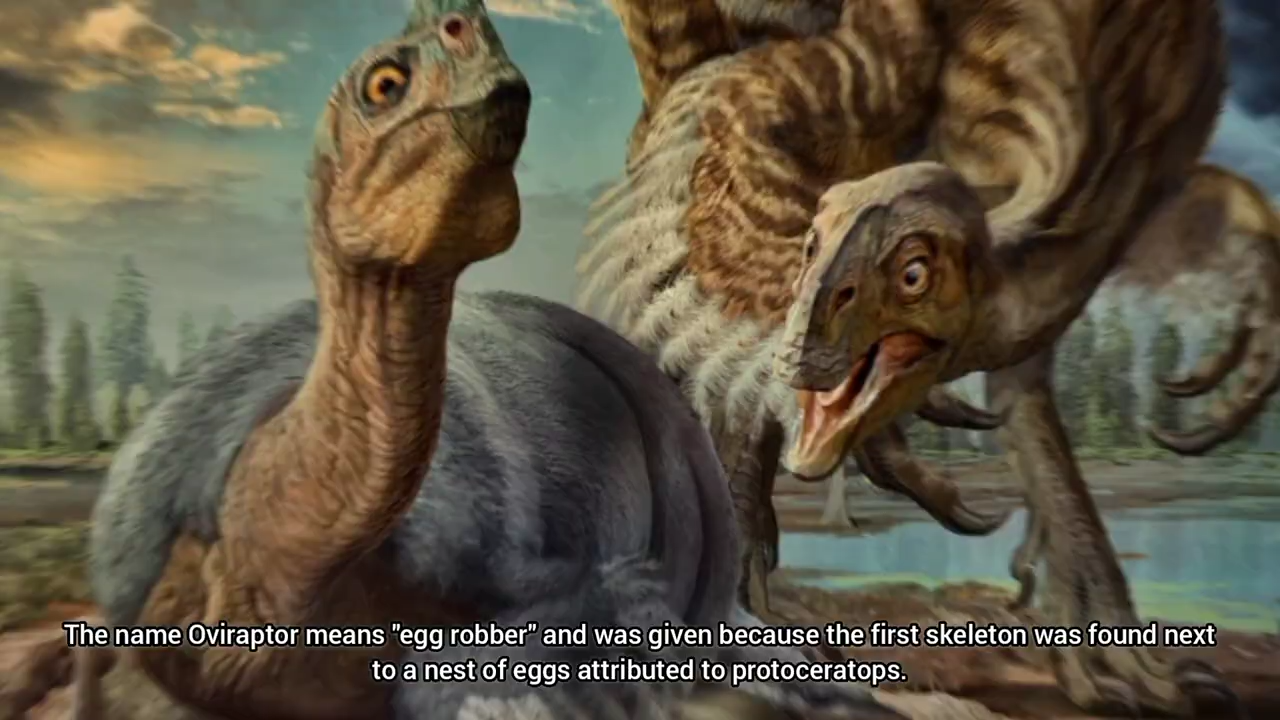 The name Oviraptor means "egg robber" and was given because the first skeleton was found next
to a nest of eggs attributed to protoceratops.